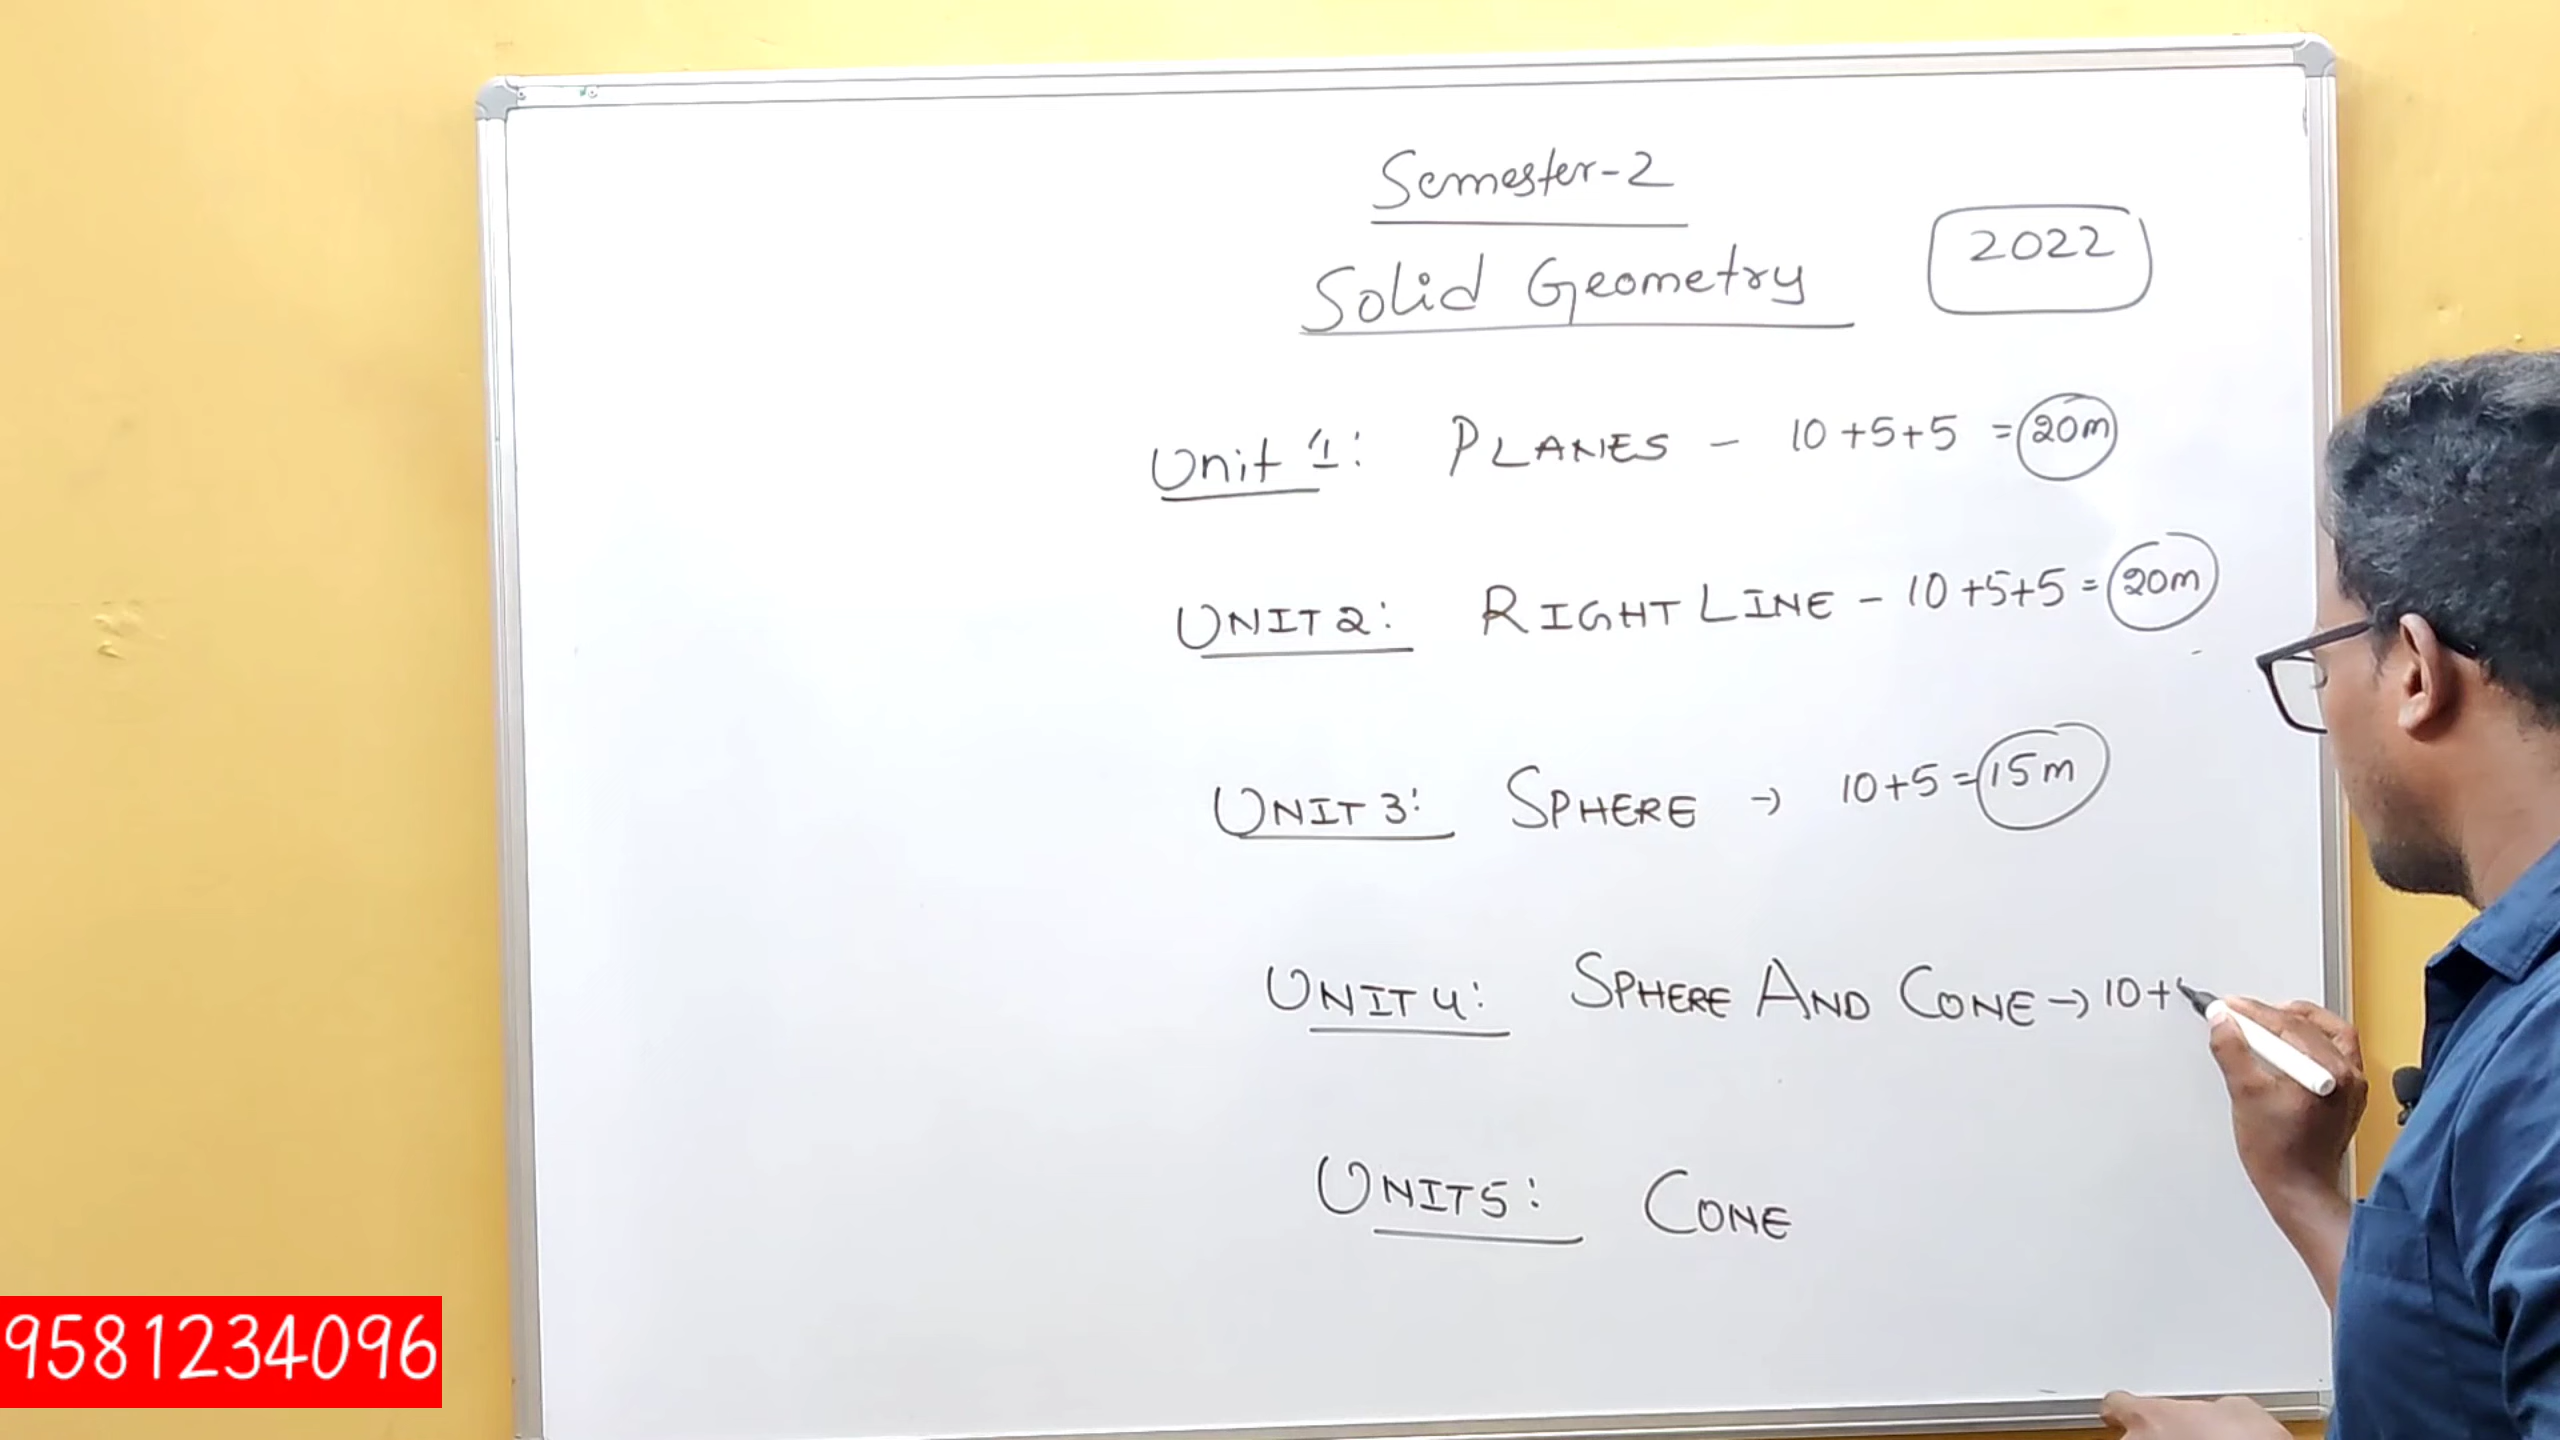 Semester-2
Solid Geometry
2022
Unit 1: PLANES - 10+5+5 = 20m
UNIT 2: RIGHT LINE - 10+5+5 = 20m
UNIT 3: SPHERE → 10+5 = 15m
UNIT 4: SPHERE AND CONE → 10+
UNIT 5: CONE
9581234096